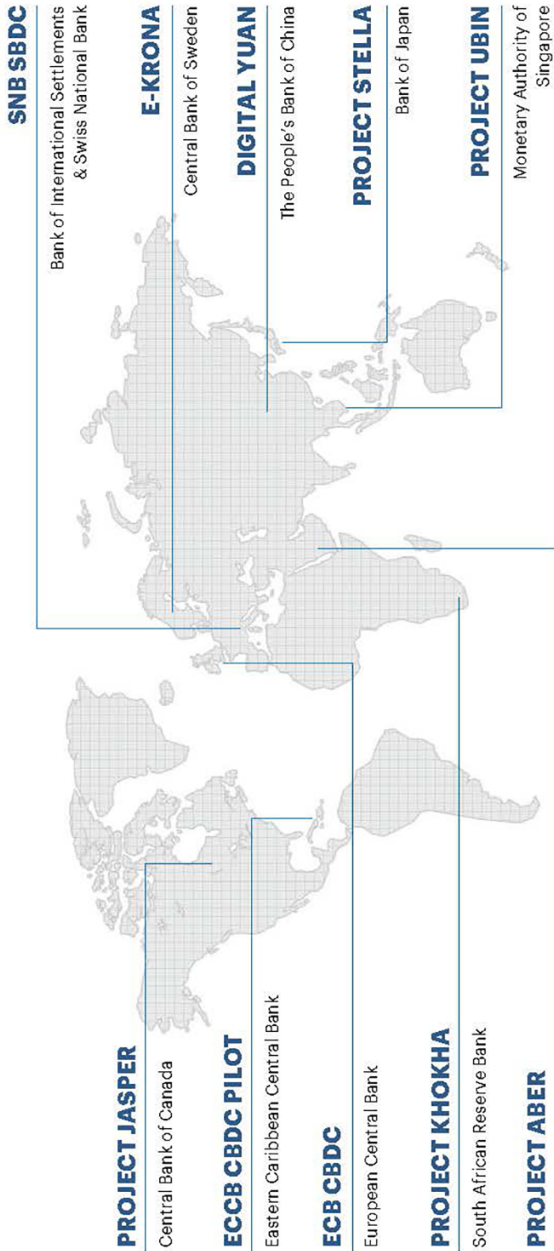 PROJECT JASPER
Central Bank of Canada
ECCB CBDC PILOT
Eastern Caribbean Central Bank
ECB CBDC
European Central Bank
PROJECT KHOKHA
South African Reserve Bank
PROJECT ABER
SNB SBDC
Bank of International Settlements
& Swiss National Bank
E-KRONA
Central Bank of Sweden
DIGITAL YUAN
The People's Bank of China
PROJECT STELLA
Bank of Japan
PROJECT UBIN
Monetary Authority of
Singapore